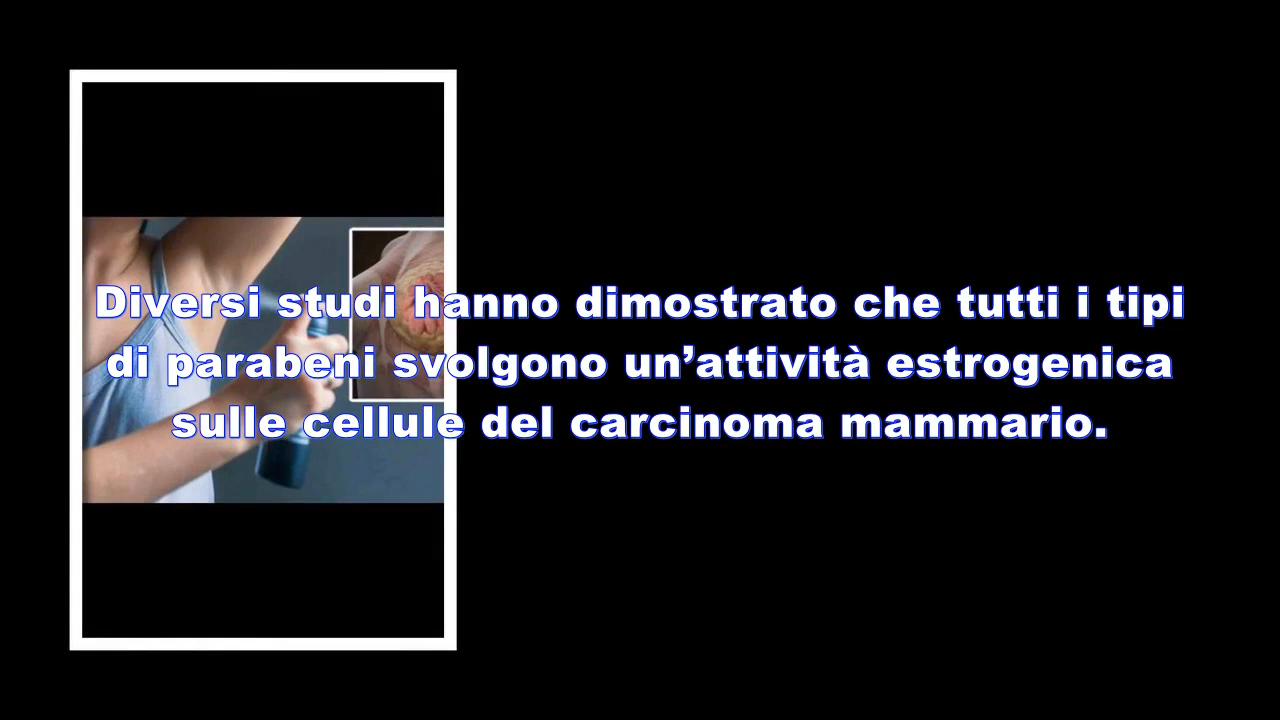 Diversi studi hanno dimostrato che tutti i tipi
di parabeni svolgono un’attività estrogenica
sulle cellule del carcinoma mammario.